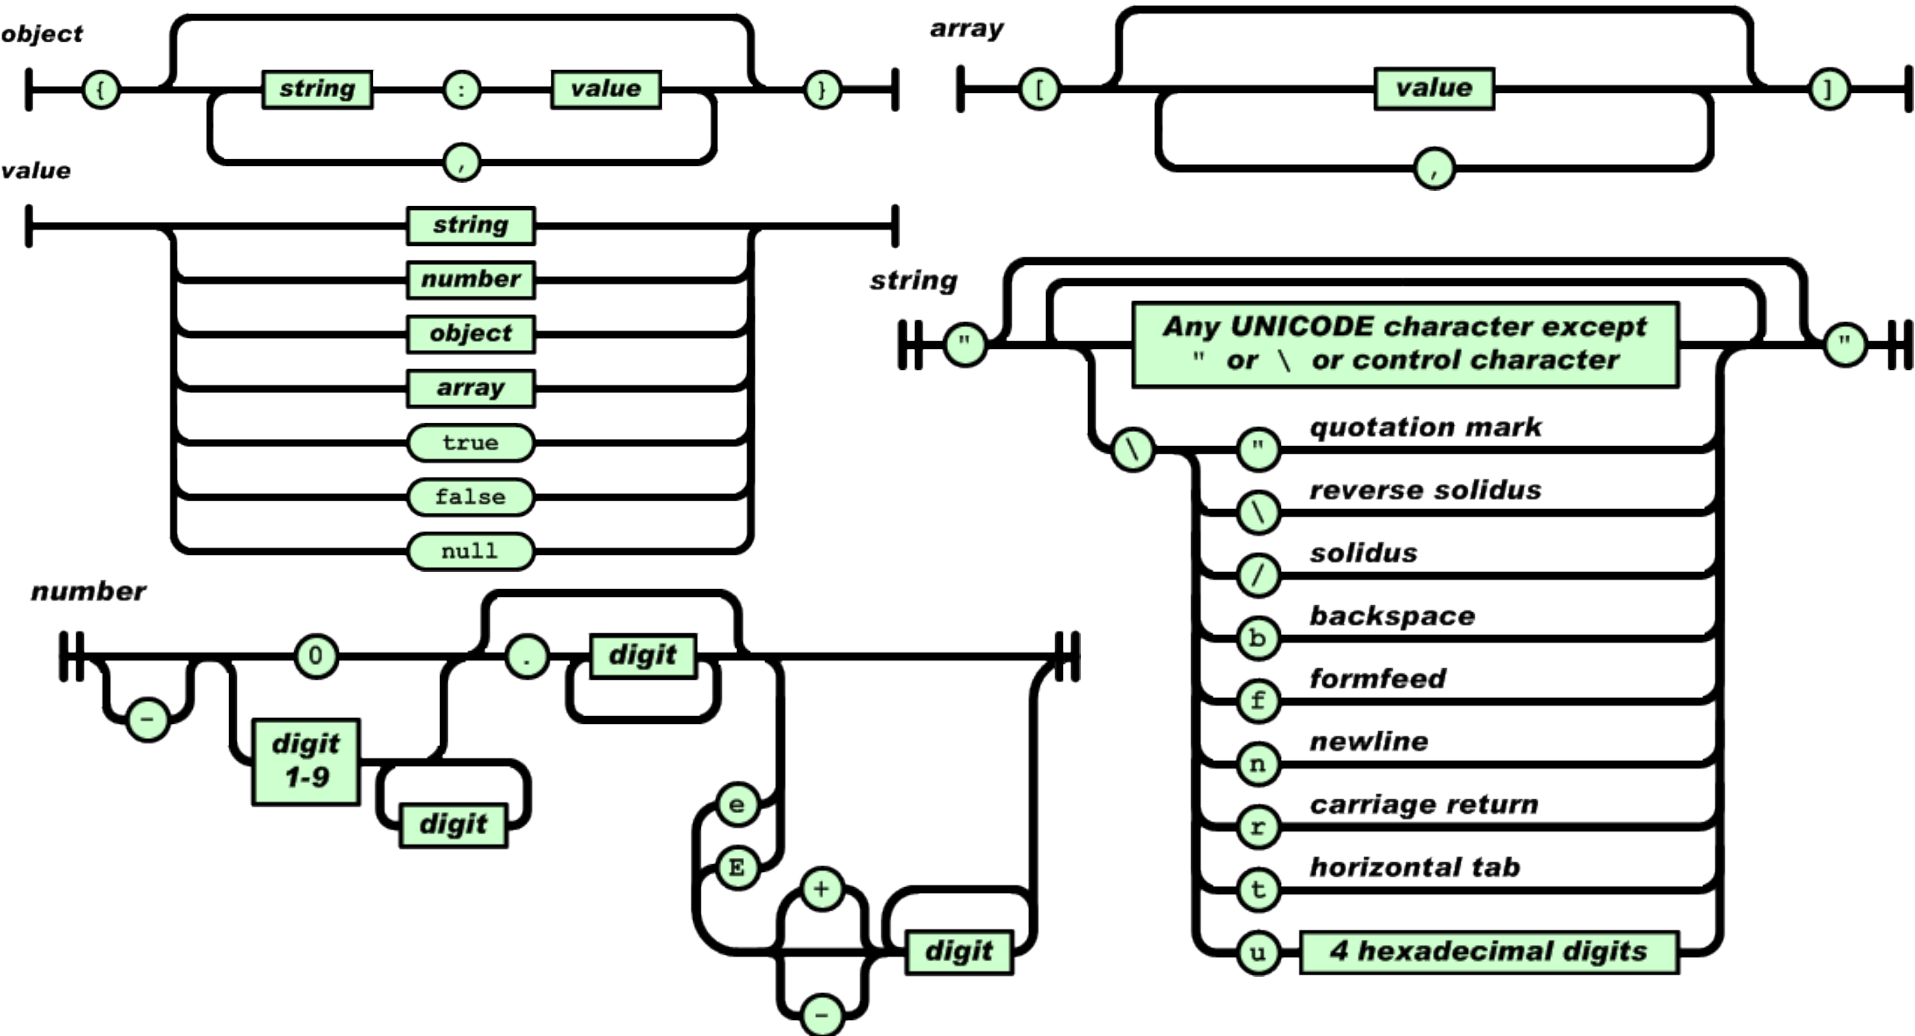 object
{
string
:
value
}
,
array
[
value
]
,
value
string
number
object
array
true
false
null
string
"
Any UNICODE character except
" or \ or control character
"
\
" quotation mark
\ reverse solidus
/ solidus
b backspace
f formfeed
n newline
r carriage return
t horizontal tab
u 4 hexadecimal digits
number
-
0
digit
1-9
digit
.
digit
e
E
+
-
digit